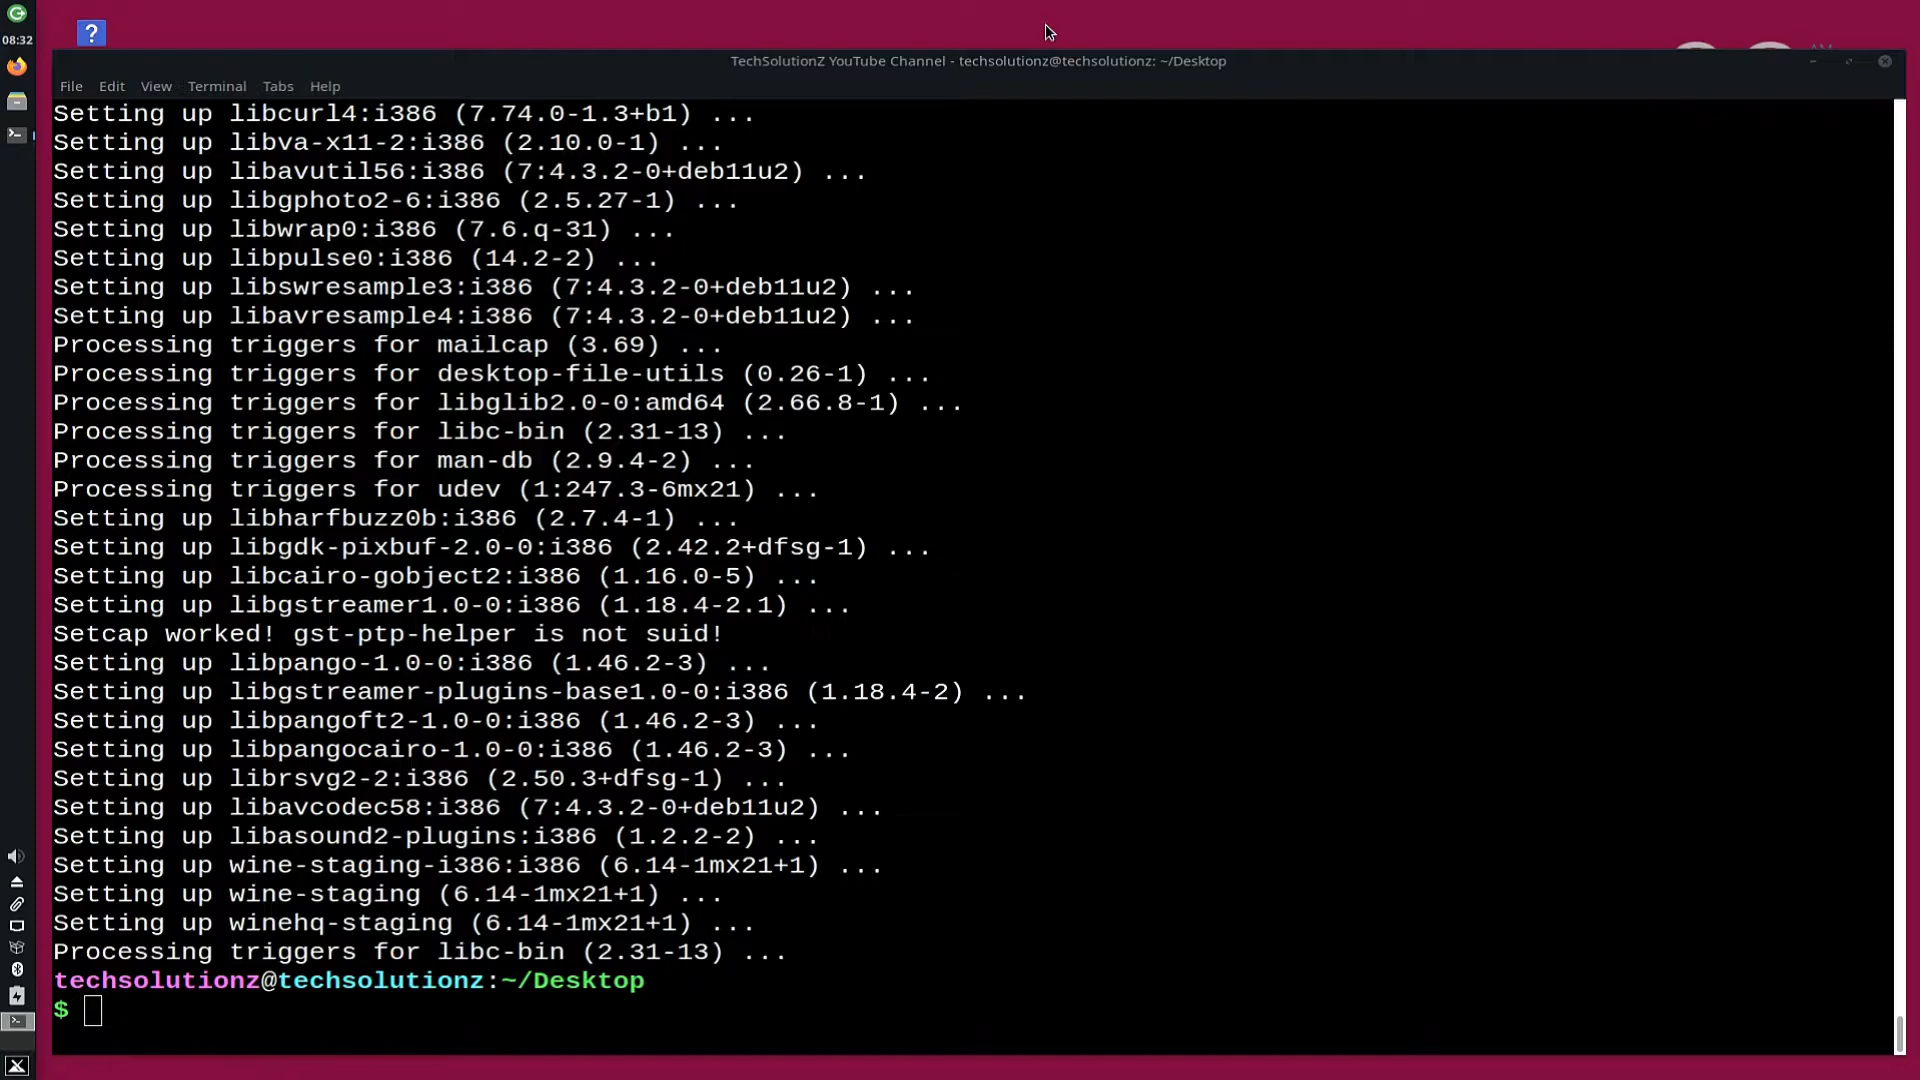 08:32
?
TechSolutionZ YouTube Channel - techsolutionz@techsolutionz: ~/Desktop
File Edit View Terminal Tabs Help
Setting up libcurl4:i386 (7.74.0-1.3+b1) ...
Setting up libva-x11-2:i386 (2.10.0-1) ...
Setting up libavutil56:i386 (7:4.3.2-0+deb11u2) ...
Setting up libgphoto2-6:i386 (2.5.27-1) ...
Setting up libwrap0:i386 (7.6.q-31) ...
Setting up libpulse0:i386 (14.2-2) ...
Setting up libswresample3:i386 (7:4.3.2-0+deb11u2) ...
Setting up libavresample4:i386 (7:4.3.2-0+deb11u2) ...
Processing triggers for mailcap (3.69) ...
Processing triggers for desktop-file-utils (0.26-1) ...
Processing triggers for libglib2.0-0:amd64 (2.66.8-1) ...
Processing triggers for libc-bin (2.31-13) ...
Processing triggers for man-db (2.9.4-2) ...
Processing triggers for udev (1:247.3-6mx21) ...
Setting up libharfbuzz0b:i386 (2.7.4-1) ...
Setting up libgdk-pixbuf-2.0-0:i386 (2.42.2+dfsg-1) ...
Setting up libcairo-gobject2:i386 (1.16.0-5) ...
Setting up libgstreamer1.0-0:i386 (1.18.4-2.1) ...
Setcap worked! gst-ptp-helper is not suid!
Setting up libpango-1.0-0:i386 (1.46.2-3) ...
Setting up libgstreamer-plugins-base1.0-0:i386 (1.18.4-2) ...
Setting up libpangoft2-1.0-0:i386 (1.46.2-3) ...
Setting up libpangocairo-1.0-0:i386 (1.46.2-3) ...
Setting up librsvg2-2:i386 (2.50.3+dfsg-1) ...
Setting up libavcodec58:i386 (7:4.3.2-0+deb11u2) ...
Setting up libasound2-plugins:i386 (1.2.2-2) ...
Setting up wine-staging-i386:i386 (6.14-1mx21+1) ...
Setting up wine-staging (6.14-1mx21+1) ...
Setting up winehq-staging (6.14-1mx21+1) ...
Processing triggers for libc-bin (2.31-13) ...
techsolutionz@techsolutionz:~/Desktop
$